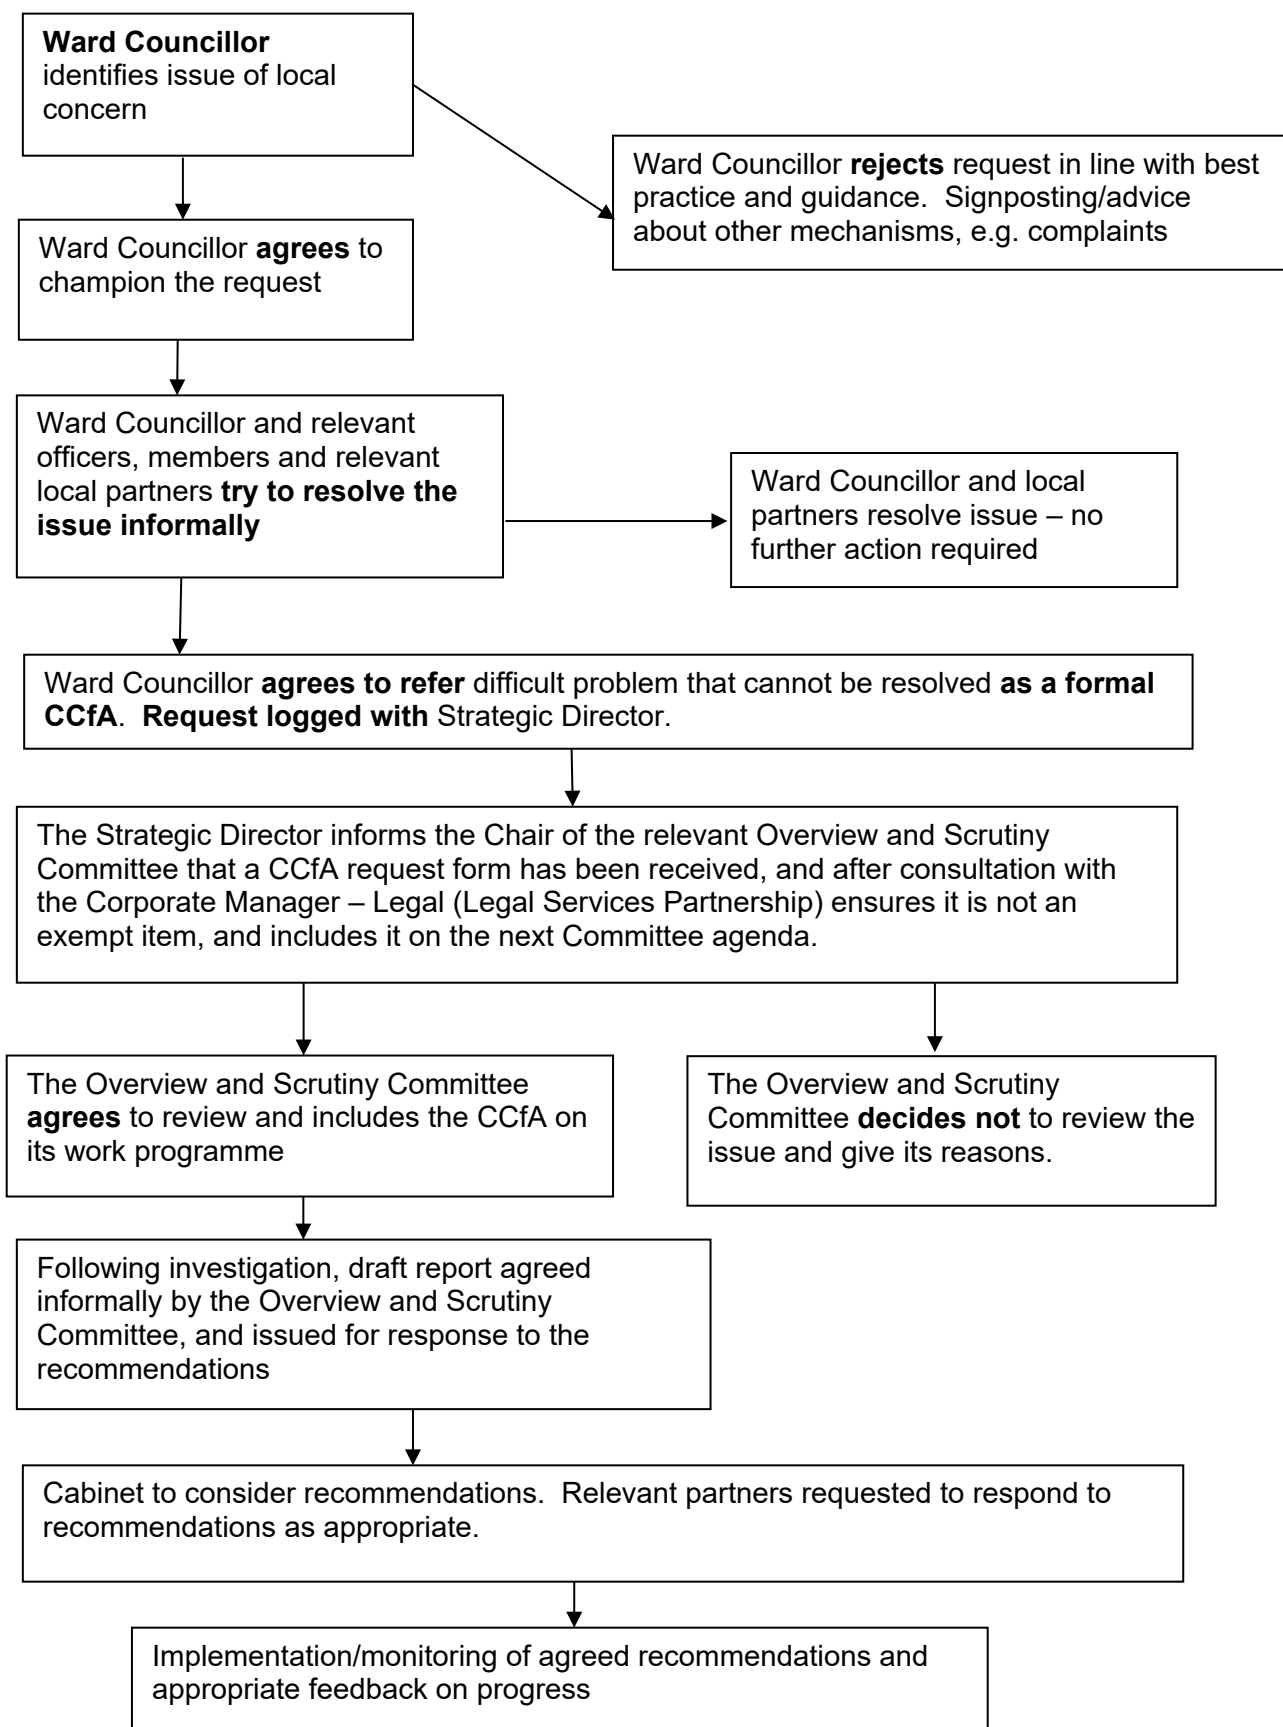 Ward Councillor
identifies issue of local
concern
Ward Councillor rejects request in line with best
practice and guidance.  Signposting/advice
about other mechanisms, e.g. complaints
Ward Councillor agrees to
champion the request
Ward Councillor and relevant
officers, members and relevant
local partners try to resolve the
issue informally
Ward Councillor and local
partners resolve issue – no
further action required
Ward Councillor agrees to refer difficult problem that cannot be resolved as a formal
CCfA.  Request logged with Strategic Director.
The Strategic Director informs the Chair of the relevant Overview and Scrutiny
Committee that a CCfA request form has been received, and after consultation with
the Corporate Manager – Legal (Legal Services Partnership) ensures it is not an
exempt item, and includes it on the next Committee agenda.
The Overview and Scrutiny Committee
agrees to review and includes the CCfA on
its work programme
The Overview and Scrutiny
Committee decides not to review the
issue and give its reasons.
Following investigation, draft report agreed
informally by the Overview and Scrutiny
Committee, and issued for response to the
recommendations
Cabinet to consider recommendations.  Relevant partners requested to respond to
recommendations as appropriate.
Implementation/monitoring of agreed recommendations and
appropriate feedback on progress